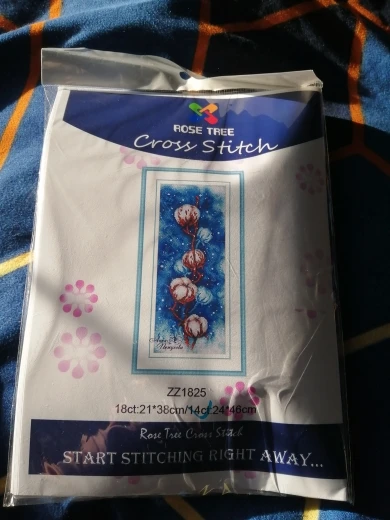 ROSE TREE
Cross Stitch
ZZ1825
18ct:21*38cm/14ct:24*46cm
Rose Tree Cross Stitch
START STITCHING RIGHT AWAY...